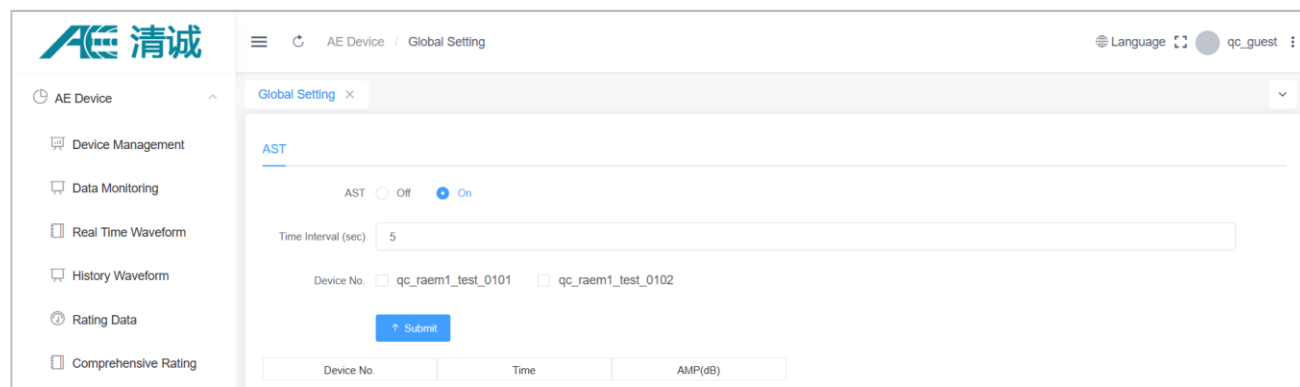 AE 清诚
AE Device / Global Setting
Language
qc_guest
AE Device
Device Management
Data Monitoring
Real Time Waveform
History Waveform
Rating Data
Comprehensive Rating
Global Setting ×
AST
AST Off On
Time Interval (sec) 5
Device No. qc_raem1_test_0101 qc_raem1_test_0102
↑ Submit
Device No. Time AMP(dB)